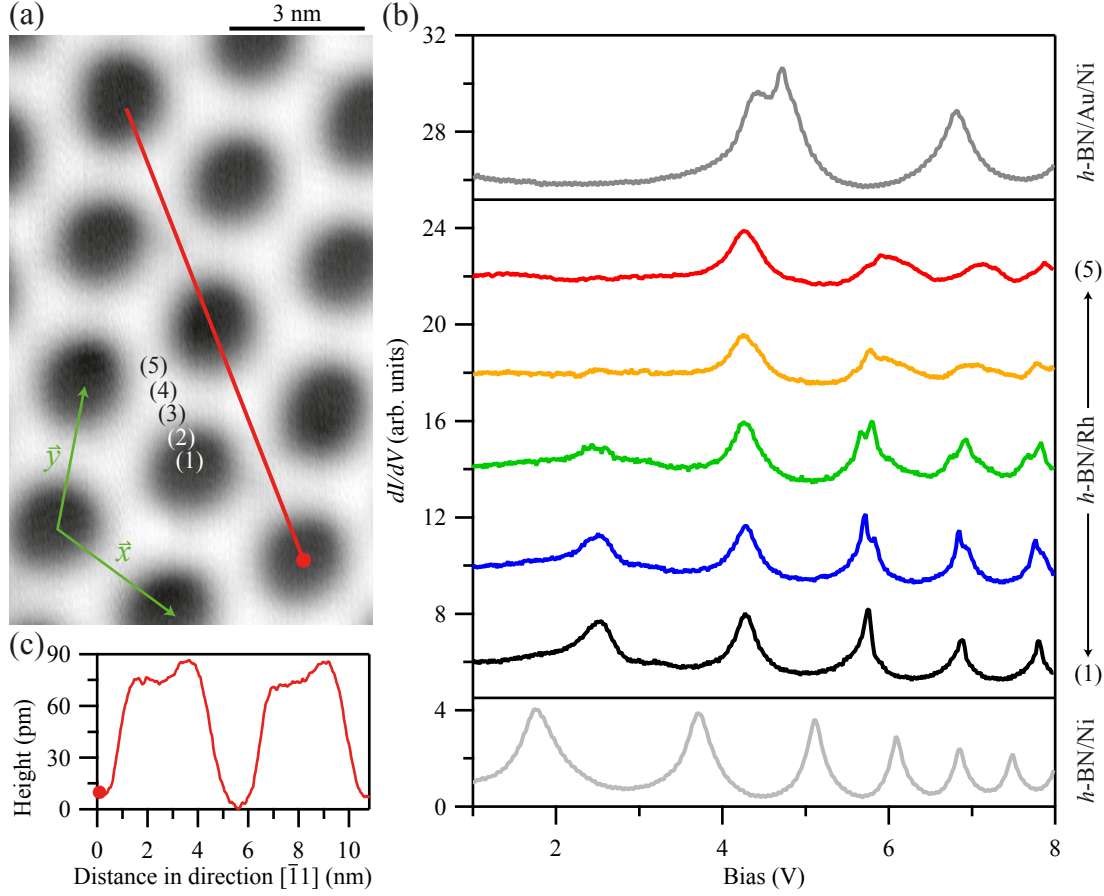 (a)
3 nm
(5)
(4)
(3)
(2)
(1)
y⃗
x⃗
(b)
32
28
24
20
16
12
8
4
0
dI/dV (arb. units)
2
4
6
8
Bias (V)
h-BN/Au/Ni
(5)
h-BN/Rh
(1)
h-BN/Ni
(c)
90
60
30
0
Height (pm)
0
2
4
6
8
10
Distance in direction [1̄1] (nm)